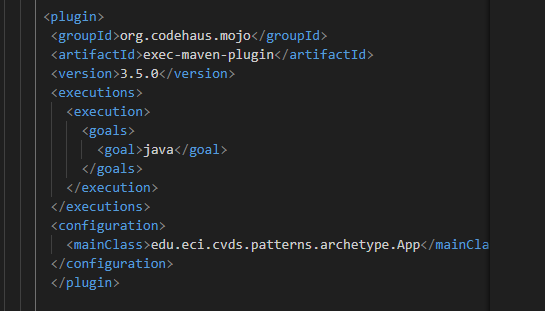 <plugin>
<groupId>org.codehaus.mojo</groupId>
<artifactId>exec-maven-plugin</artifactId>
<version>3.5.0</version>
<executions>
<execution>
<goals>
<goal>java</goal>
</goals>
</execution>
</executions>
<configuration>
<mainClass>edu.eci.cvds.patterns.archetype.App</mainCla
</configuration>
</plugin>